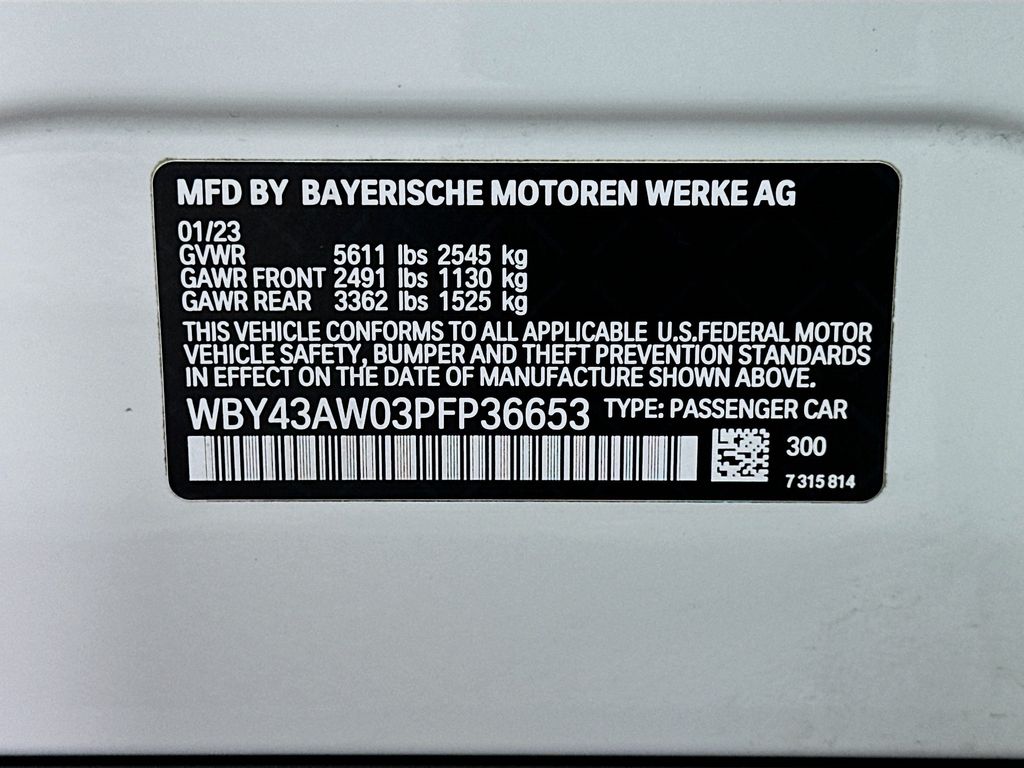 MFD BY BAYERISCHE MOTOREN WERKE AG
01/23
GVWR 5611 lbs 2545 kg
GAWR FRONT 2491 lbs 1130 kg
GAWR REAR 3362 lbs 1525 kg
THIS VEHICLE CONFORMS TO ALL APPLICABLE U.S.FEDERAL MOTOR
VEHICLE SAFETY, BUMPER AND THEFT PREVENTION STANDARDS
IN EFFECT ON THE DATE OF MANUFACTURE SHOWN ABOVE.
WBY43AW03PFP36653 TYPE: PASSENGER CAR
300
7 315 814